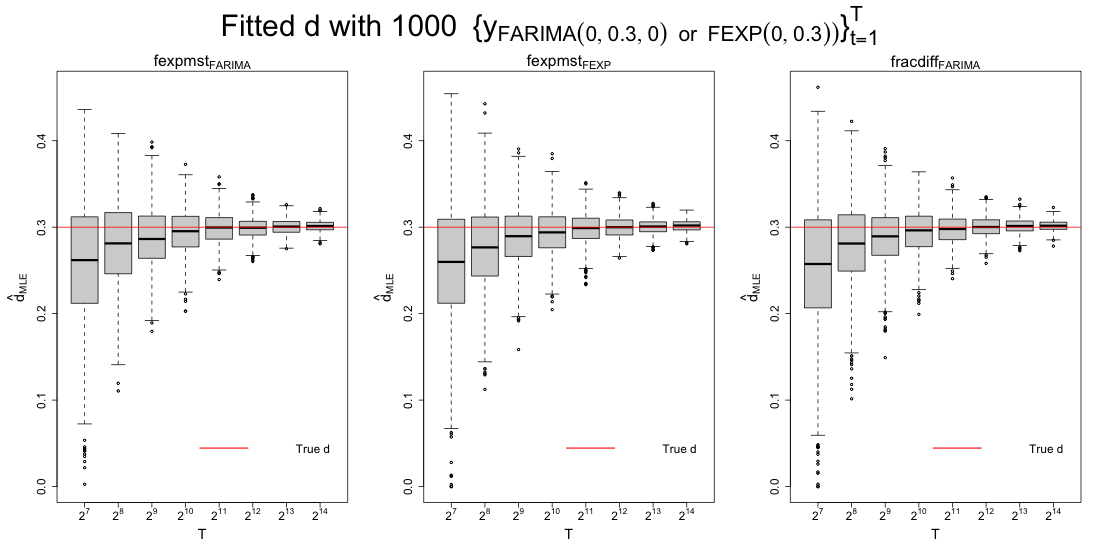 Fitted d with 1000 {y_FARIMA(0, 0.3, 0) or FEXP(0, 0.3))}^T_t=1
fexpmst_FARIMA
0.0 0.1 0.2 0.3 0.4
d̂_MLE
True d
2^7 2^8 2^9 2^10 2^11 2^12 2^13 2^14
T
fexpmst_FEXP
0.0 0.1 0.2 0.3 0.4
d̂_MLE
True d
2^7 2^8 2^9 2^10 2^11 2^12 2^13 2^14
T
fracdiff_FARIMA
0.0 0.1 0.2 0.3 0.4
d̂_MLE
True d
2^7 2^8 2^9 2^10 2^11 2^12 2^13 2^14
T